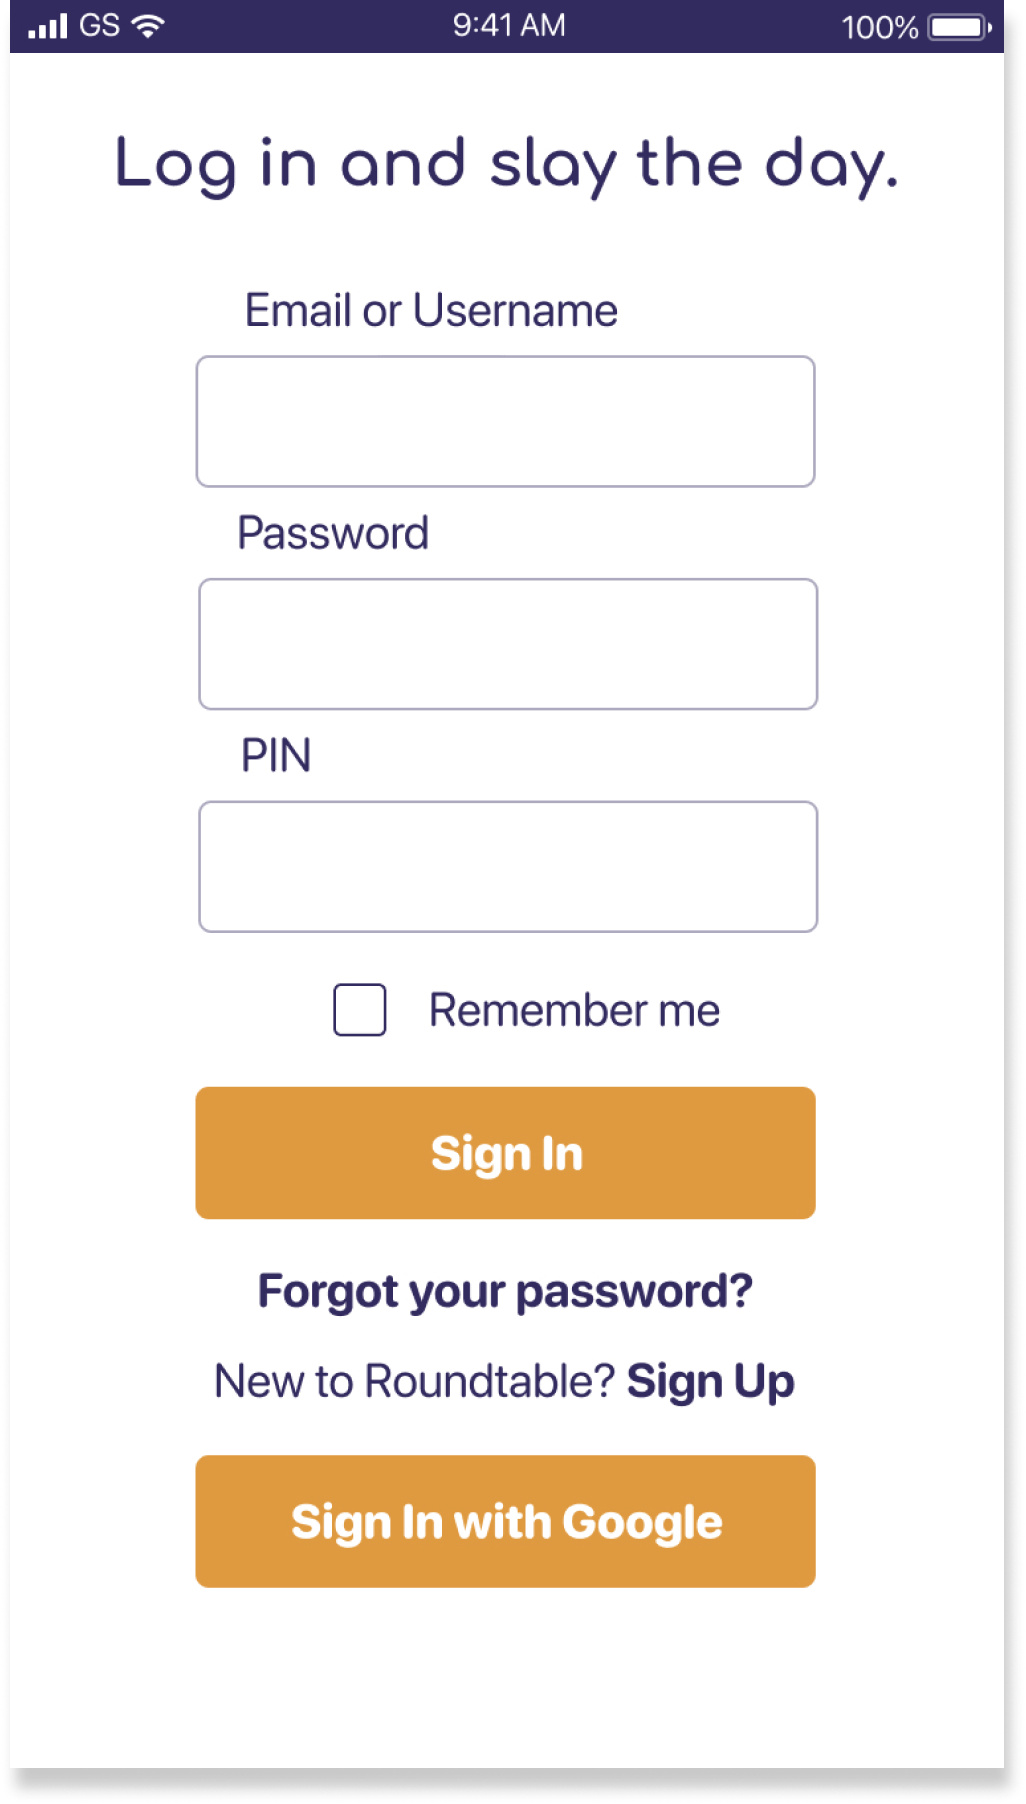 GS 9:41 AM 100%
Log in and slay the day.
Email or Username
Password
PIN
Remember me
Sign In
Forgot your password?
New to Roundtable? Sign Up
Sign In with Google